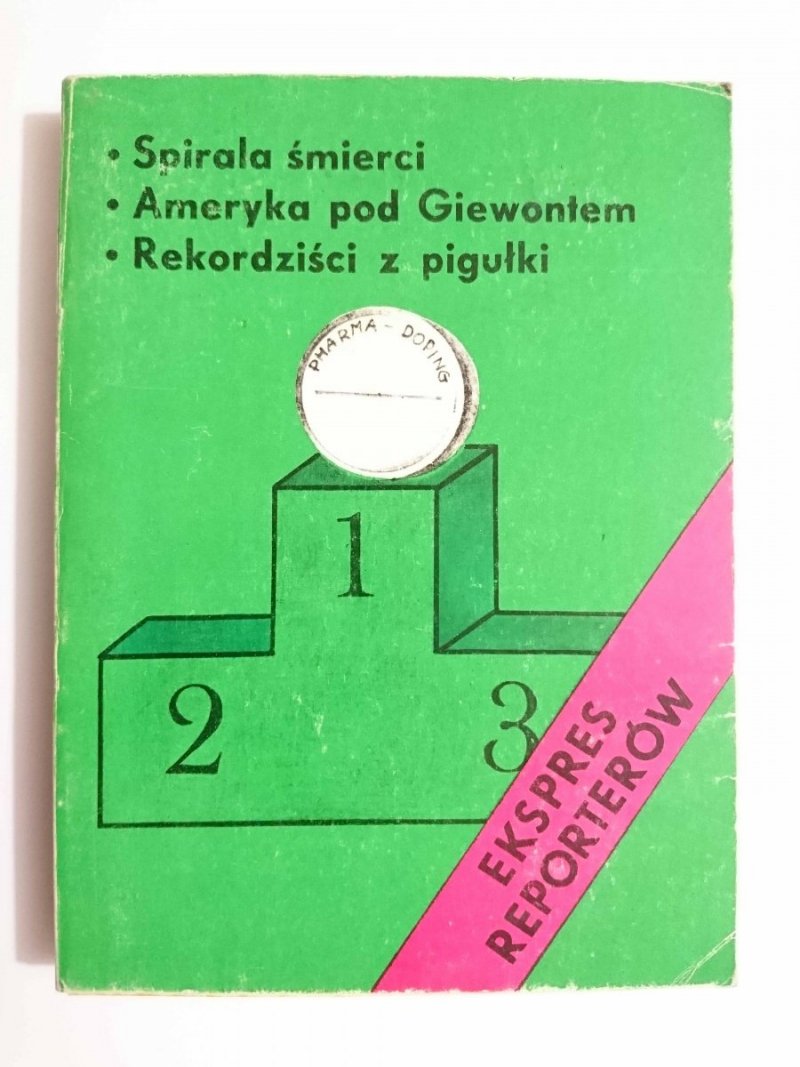 • Spirala śmierci
• Ameryka pod Giewontem
• Rekordziści z pigułki
PHARMA – DOPING
1
2
3
EKSPRES
REPORTERÓW